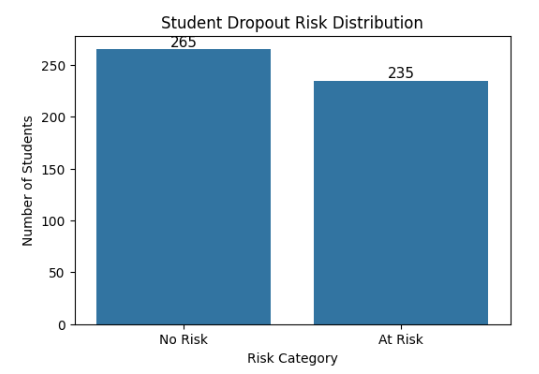 Student Dropout Risk Distribution
265
235
250
200
150
100
50
0
Number of Students
No Risk
At Risk
Risk Category